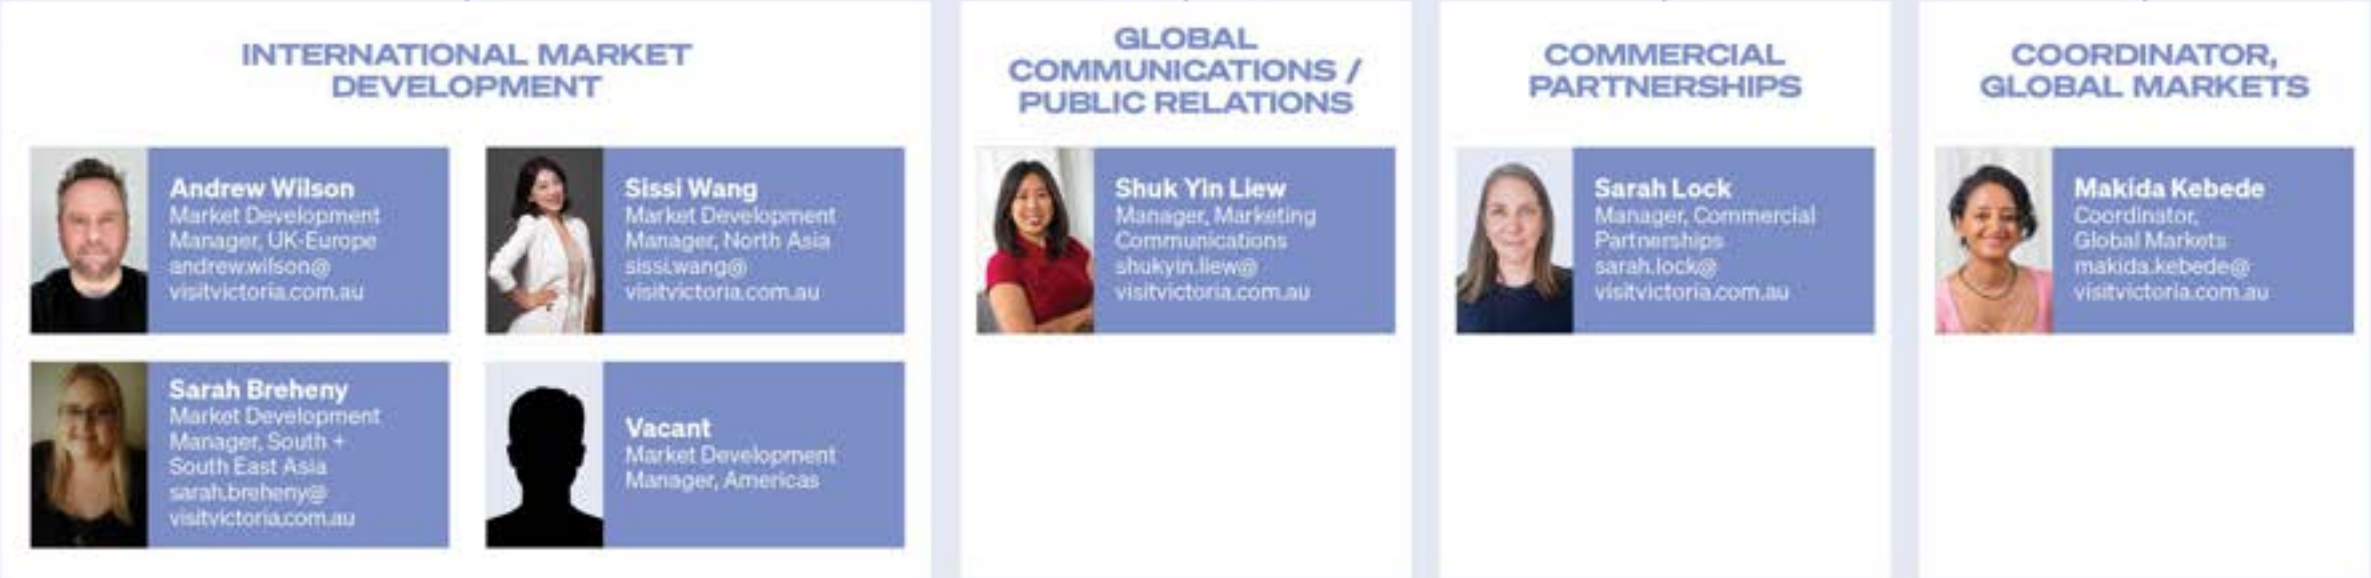 INTERNATIONAL MARKET
DEVELOPMENT
Andrew Wilson
Market Development
Manager, UK-Europe
andrew.wilson@
visitvictoria.com.au
Sissi Wang
Market Development
Manager, North Asia
sissi.wang@
visitvictoria.com.au
Sarah Breheny
Market Development
Manager, South +
South East Asia
sarah.breheny@
visitvictoria.com.au
Vacant
Market Development
Manager, Americas
GLOBAL
COMMUNICATIONS /
PUBLIC RELATIONS
Shuk Yin Liew
Manager, Marketing
Communications
shukyin.liew@
visitvictoria.com.au
COMMERCIAL
PARTNERSHIPS
Sarah Lock
Manager, Commercial
Partnerships
sarah.lock@
visitvictoria.com.au
COORDINATOR,
GLOBAL MARKETS
Makida Kebede
Coordinator,
Global Markets
makida.kebede@
visitvictoria.com.au